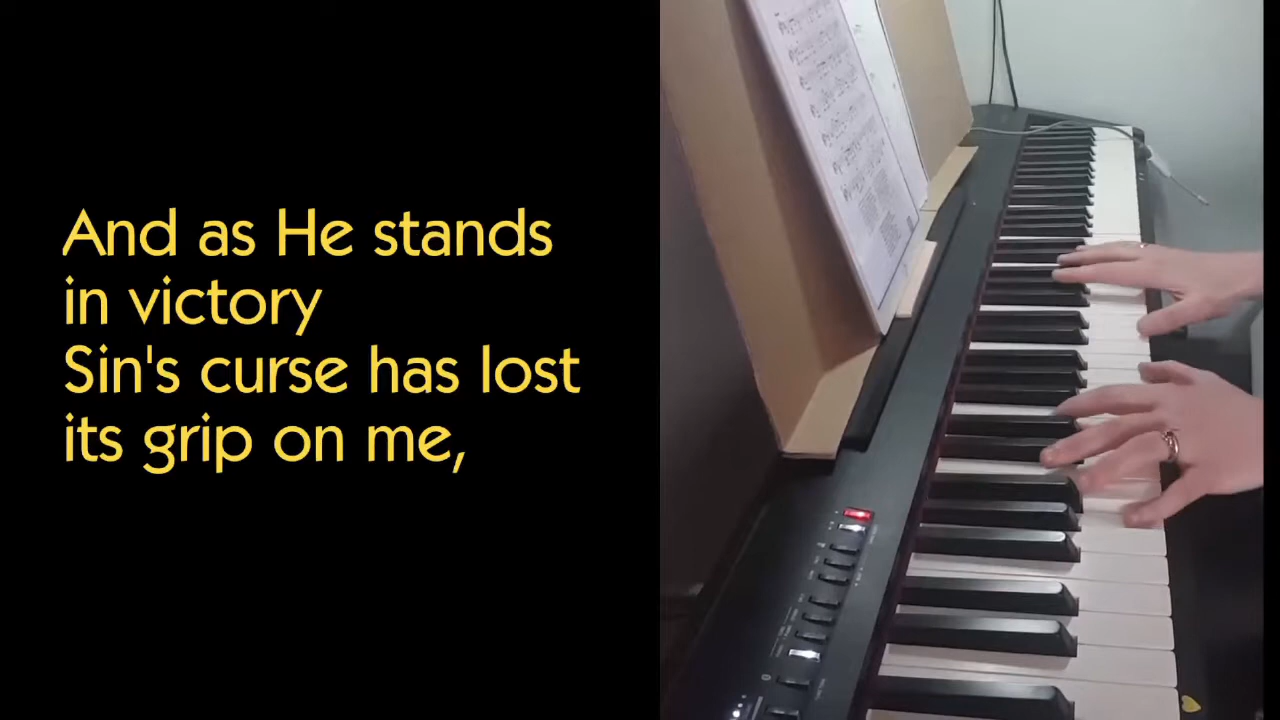 And as He stands
in victory
Sin's curse has lost
its grip on me,